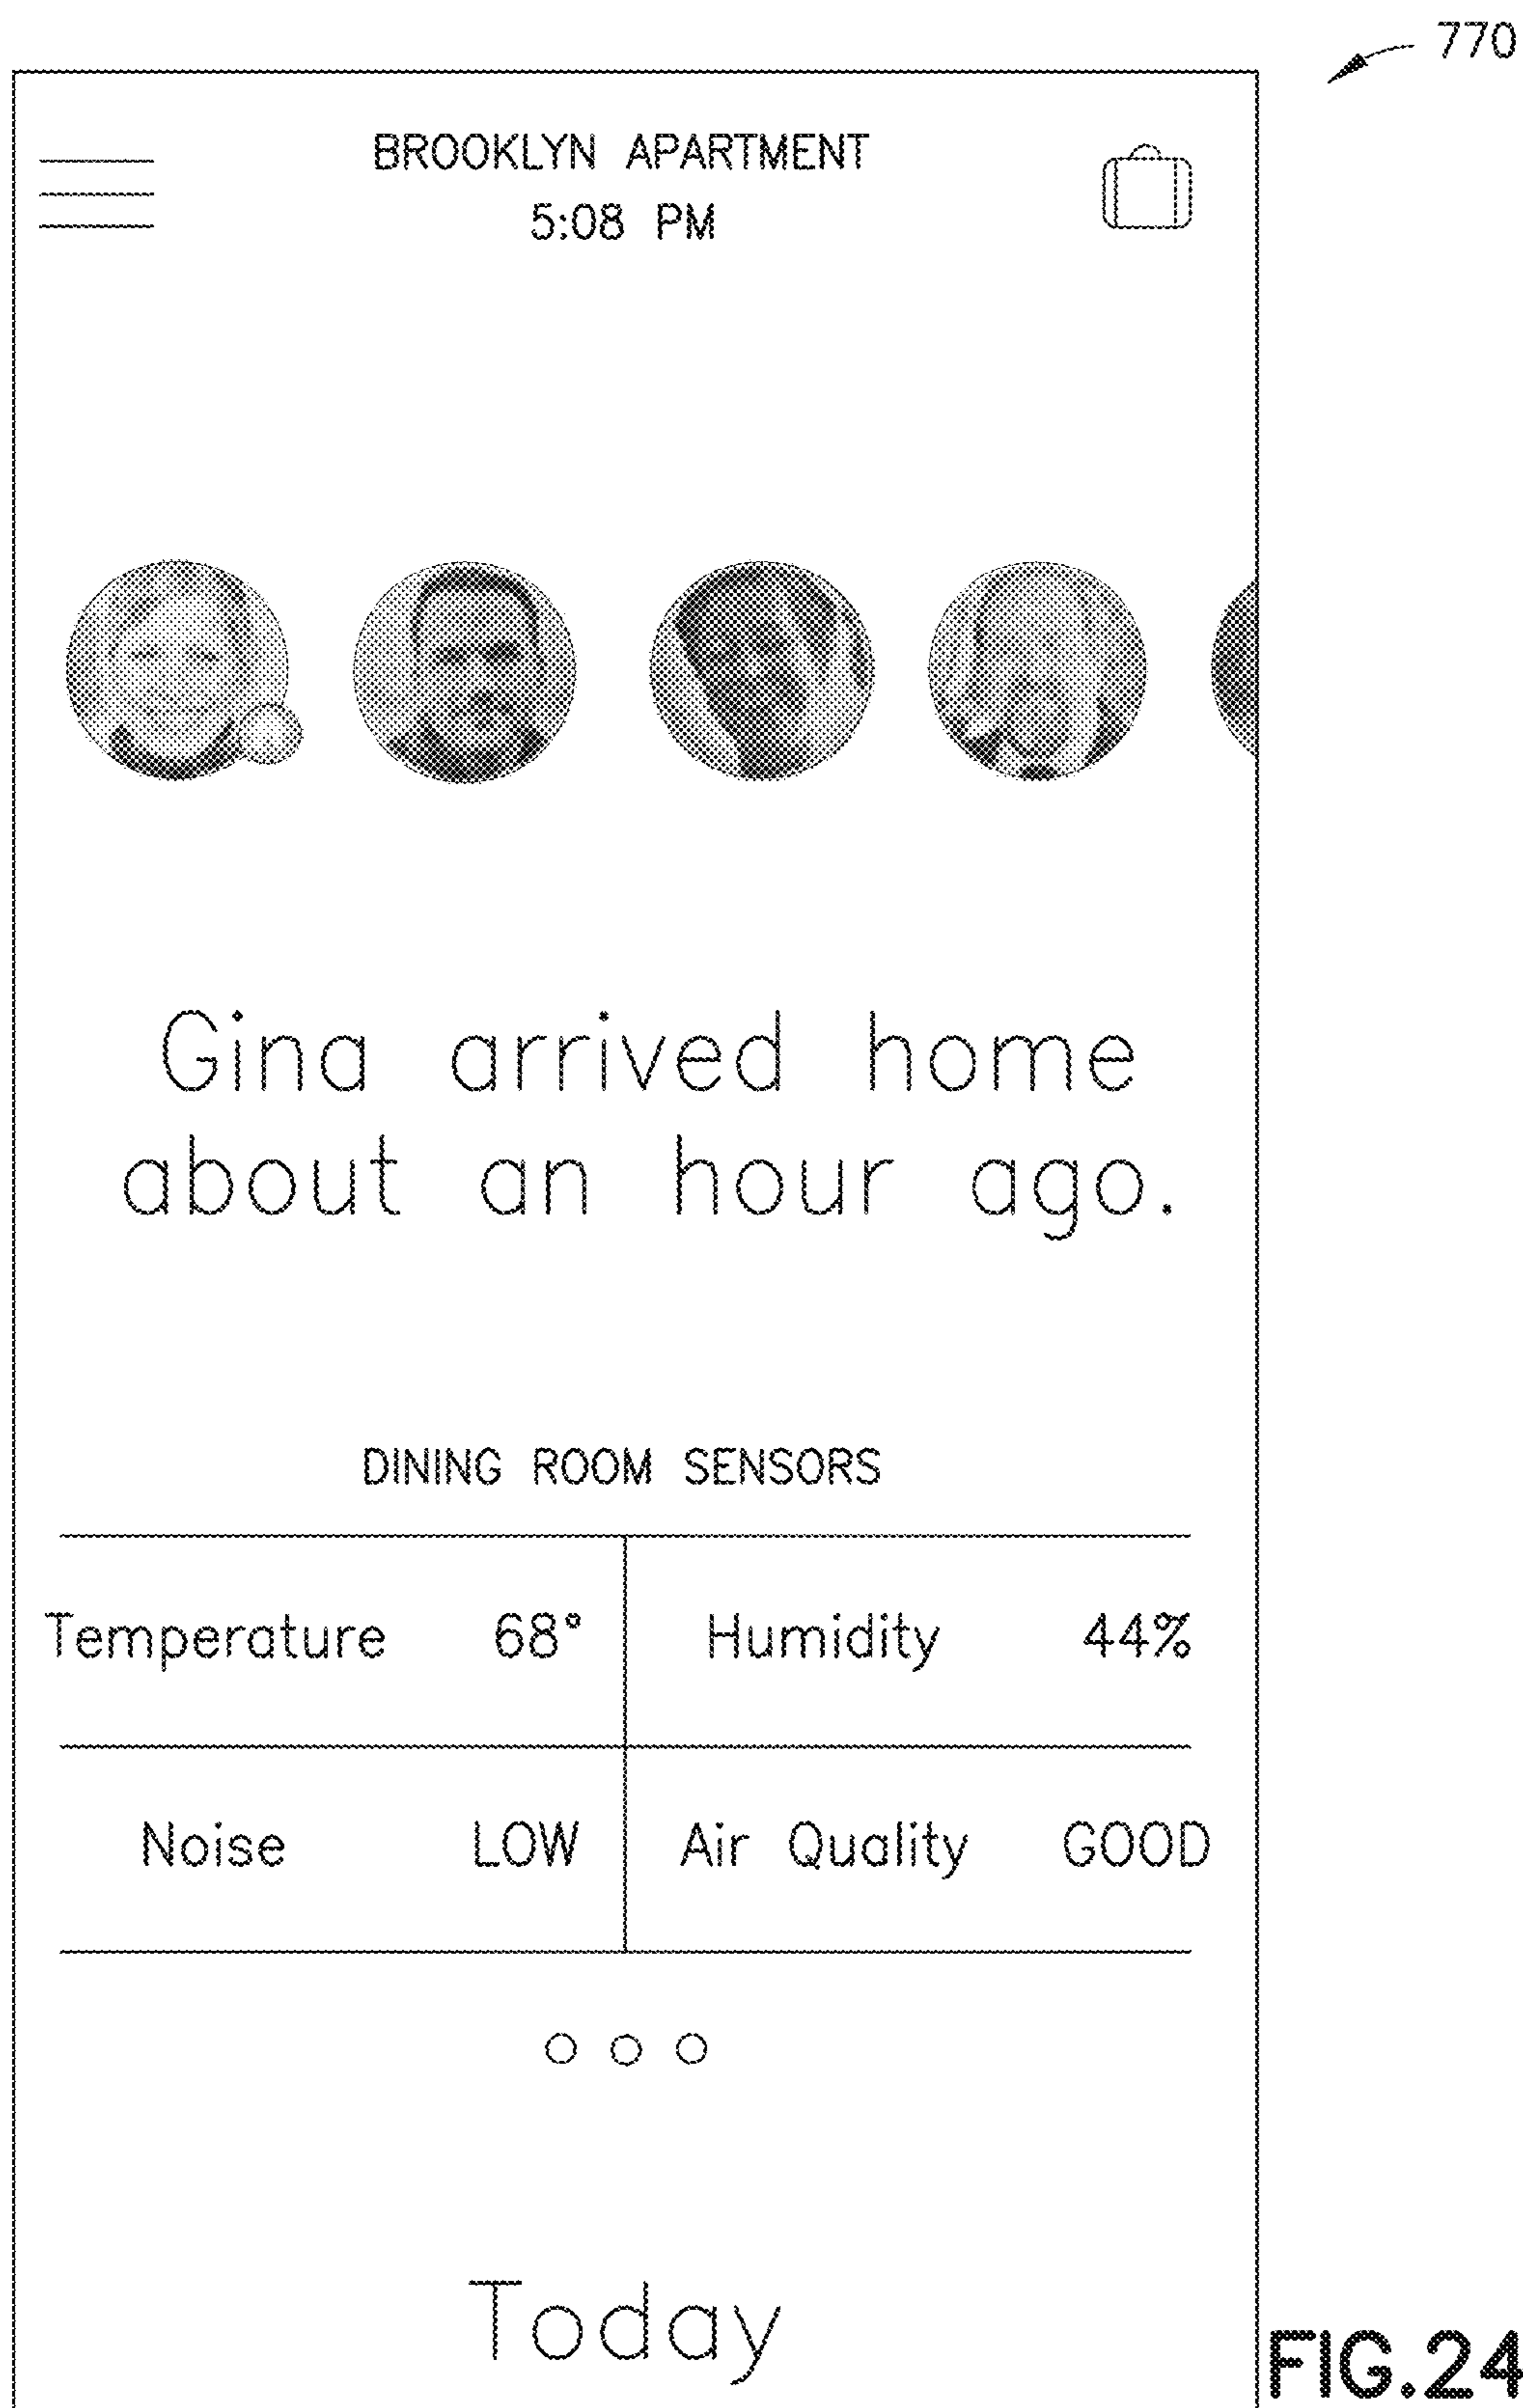 770
BROOKLYN APARTMENT
5:08 PM
Gina arrived home
about an hour ago.
DINING ROOM SENSORS
Temperature 68° Humidity 44%
Noise LOW Air Quality GOOD
Today
FIG.24